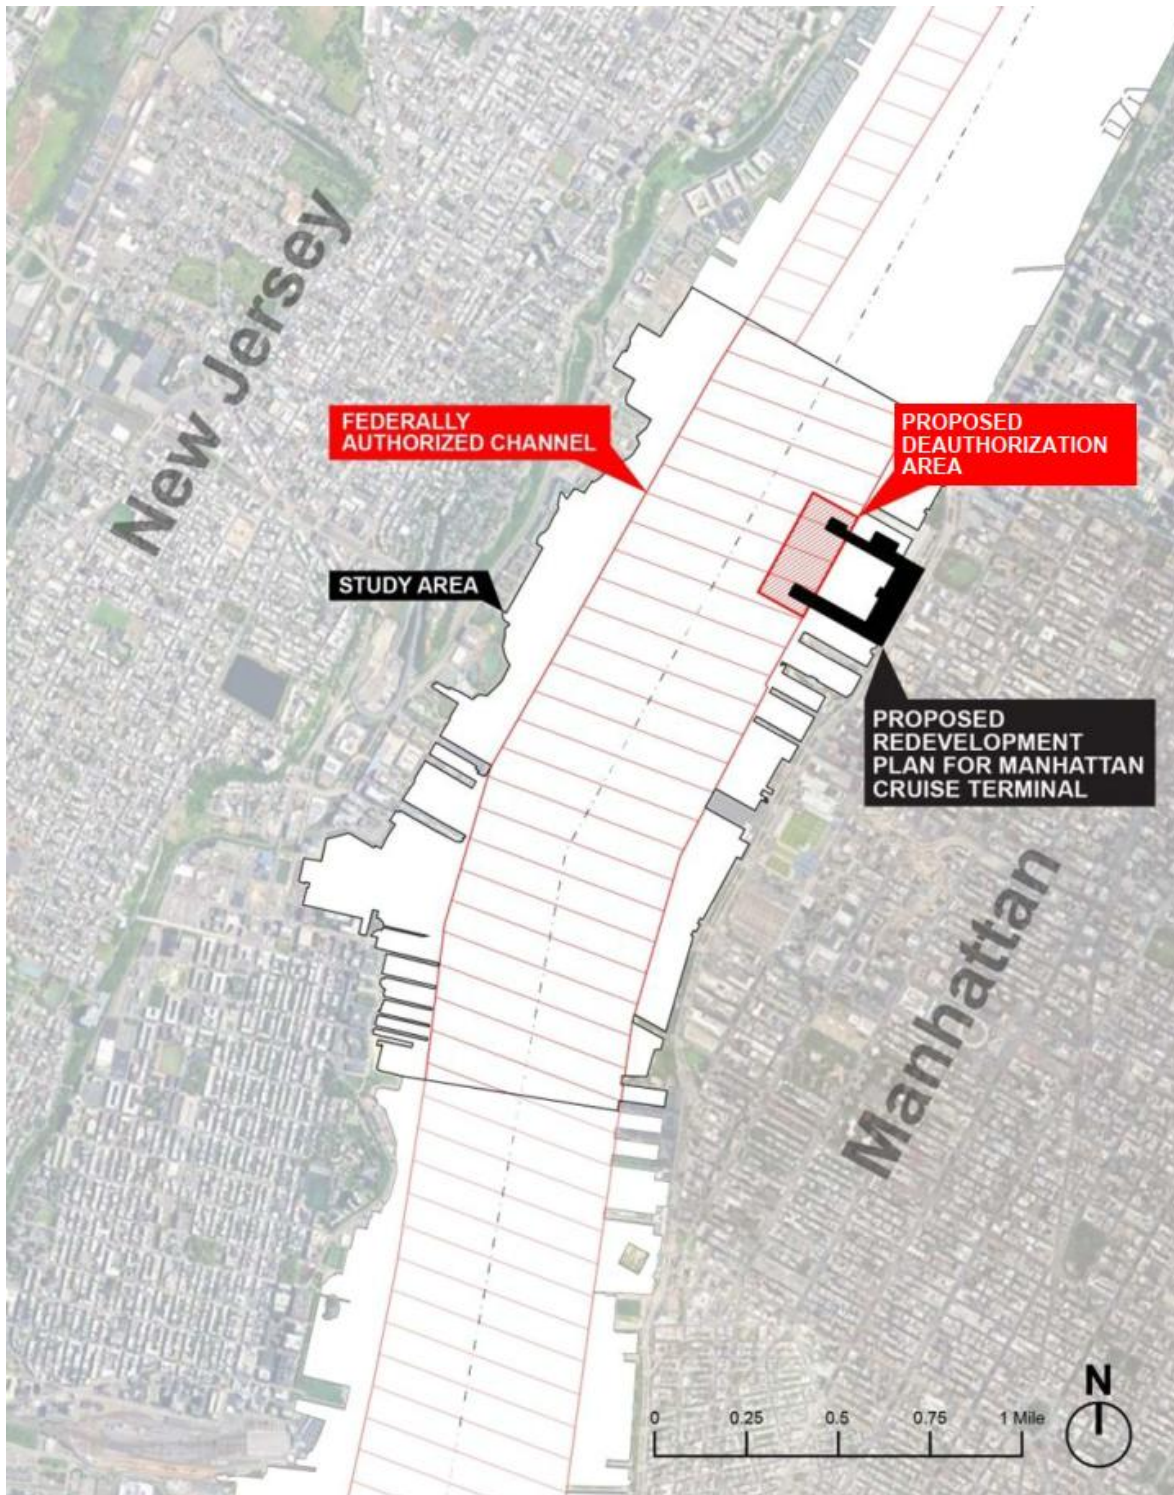 New Jersey
FEDERALLY
AUTHORIZED CHANNEL
PROPOSED
DEAUTHORIZATION
AREA
STUDY AREA
PROPOSED
REDEVELOPMENT
PLAN FOR MANHATTAN
CRUISE TERMINAL
Manhattan
N
0 0.25 0.5 0.75 1 Mile